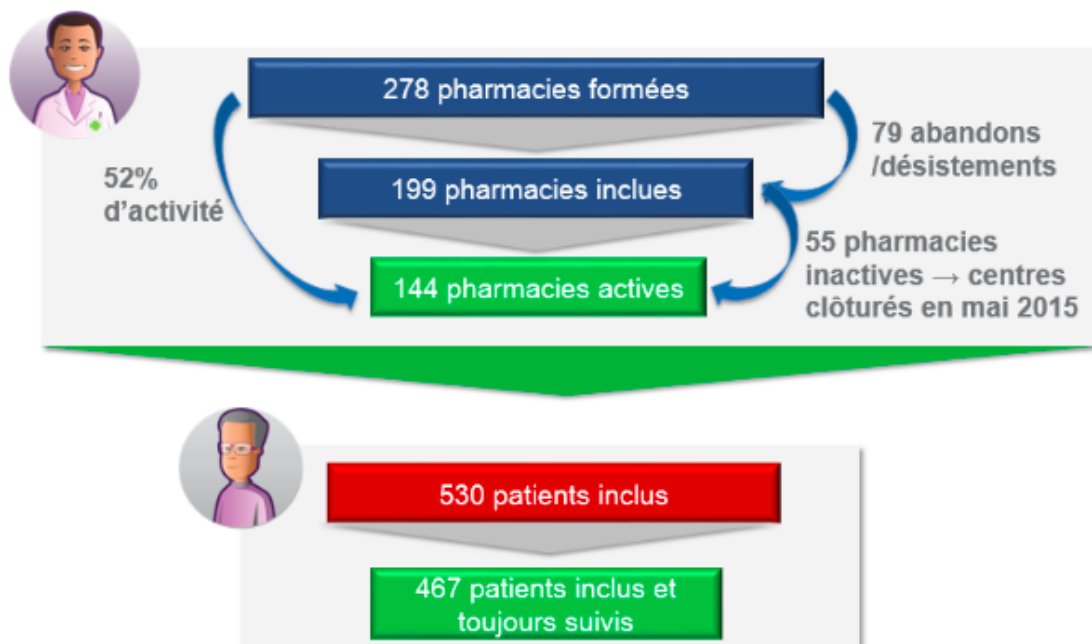 278 pharmacies formées
79 abandons
/désistements
52%
d'activité
199 pharmacies inclues
55 pharmacies
inactives → centres
clôturés en mai 2015
144 pharmacies actives
530 patients inclus
467 patients inclus et
toujours suivis